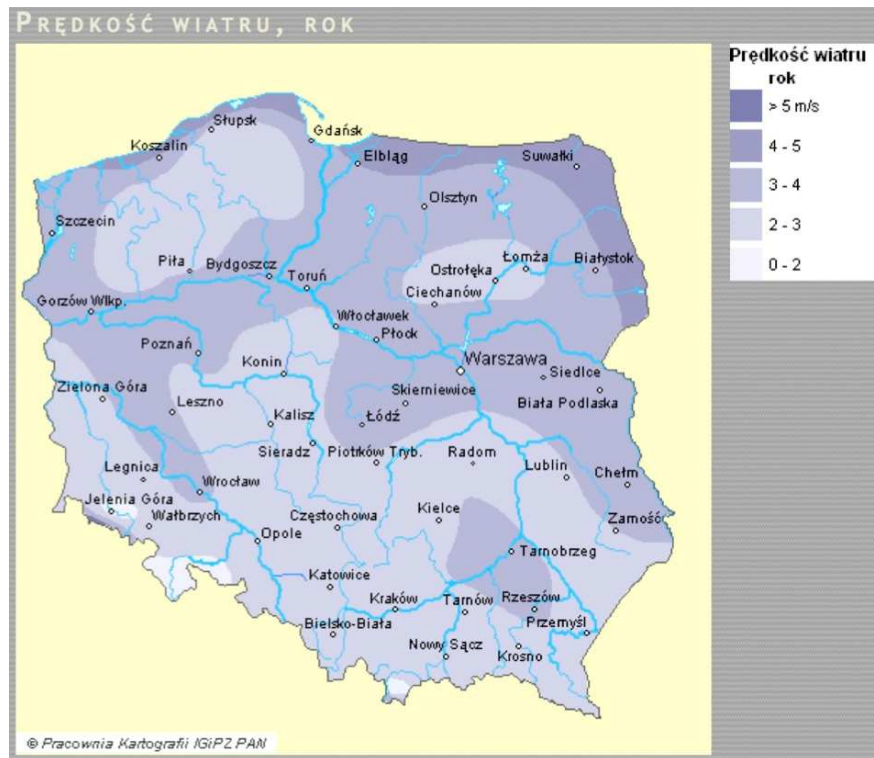 PRĘDKOŚĆ WIATRU, ROK
Prędkość wiatru
rok
> 5 m/s
4 - 5
3 - 4
2 - 3
0 - 2
Słupsk
Gdańsk
Koszalin
Elbląg
Suwałki
Olsztyn
Szczecin
Piła
Bydgoszcz
Toruń
Ostrołęka
Łomża
Białystok
Ciechanów
Gorzów Wlkp.
Włocławek
Płock
Poznań
Konin
Warszawa
Siedlce
Zielona Góra
Leszno
Skierniewice
Biała Podlaska
Kalisz
Łódź
Sieradz
Piotrków Tryb.
Radom
Lublin
Chełm
Legnica
Wrocław
Jelenia Góra
Wałbrzych
Opole
Częstochowa
Kielce
Zamość
Tarnobrzeg
Katowice
Kraków
Tarnów
Rzeszów
Przemyśl
Bielsko-Biała
Nowy Sącz
Krosno
© Pracownia Kartografii IGiPZ PAN